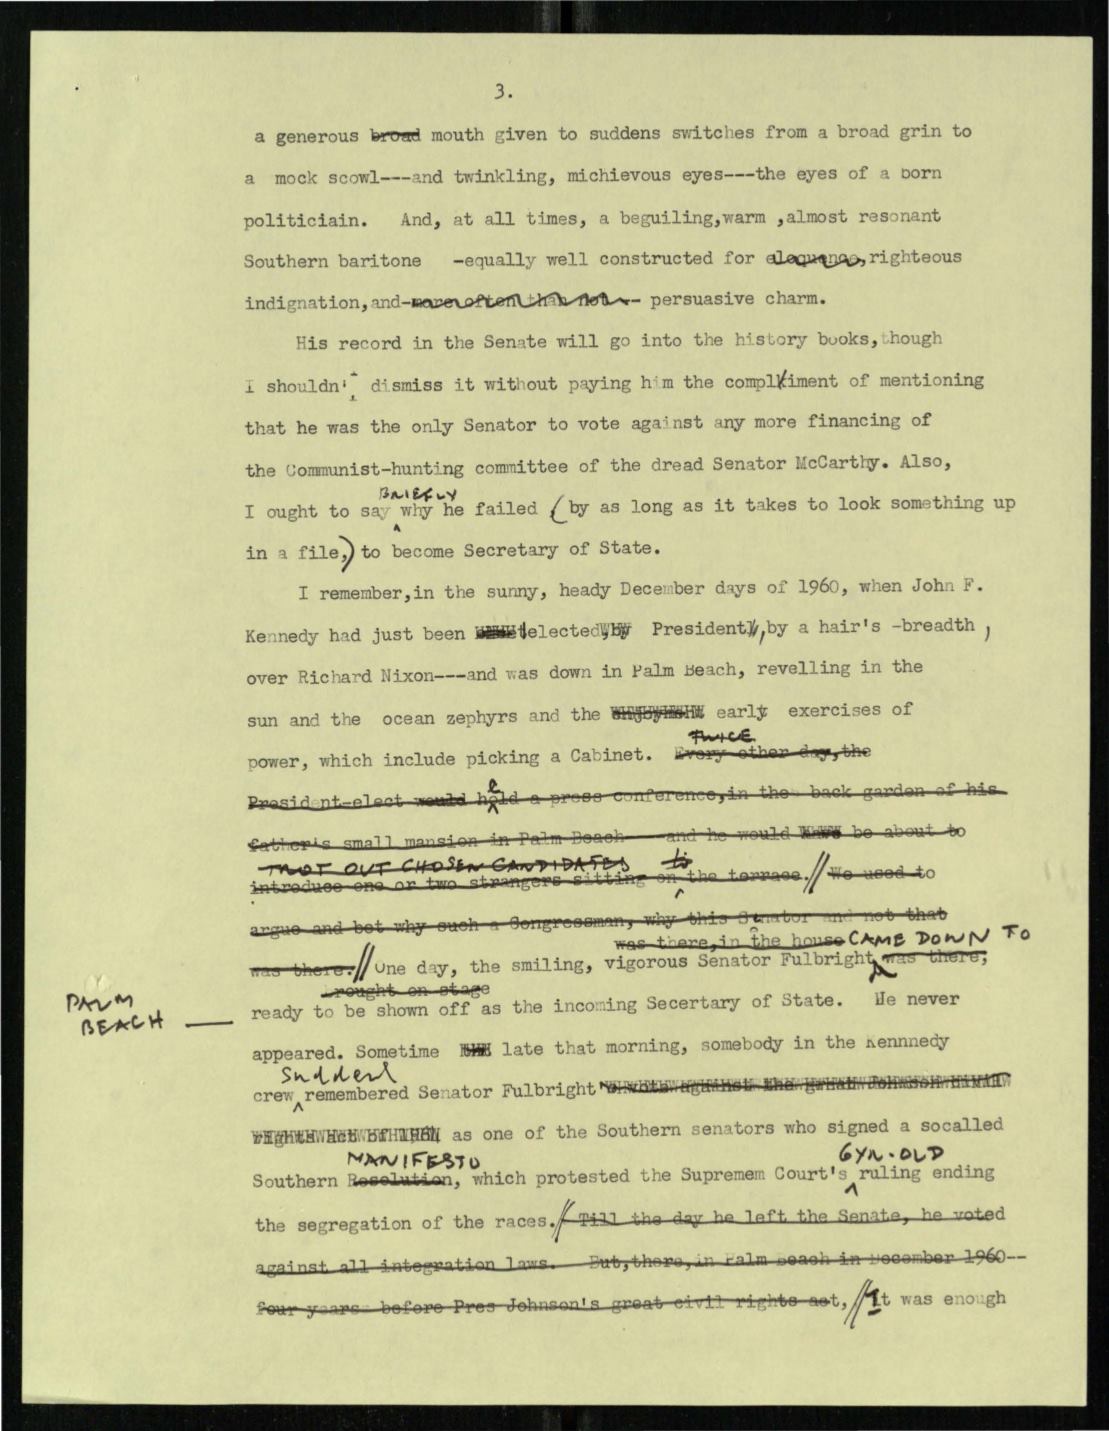 3.
a generous broad mouth given to suddens switches from a broad grin to
a mock scowl---and twinkling, michievous eyes---the eyes of a born
politiciain. And, at all times, a beguiling,warm ,almost resonant
Southern baritone -equally well constructed for eloquence, righteous
indignation,and-more often than not-- persuasive charm.
His record in the Senate will go into the history books,though
I shouldn't dismiss it without paying him the compliment of mentioning
that he was the only Senator to vote against any more financing of
the Communist-hunting committee of the dread Senator McCarthy. Also,
BRIEFLY
I ought to say why he failed (by as long as it takes to look something up
in a file,) to become Secretary of State.
I remember,in the sunny, heady December days of 1960, when John F.
Kennedy had just been elected, President, by a hair's -breadth ,
over Richard Nixon---and was down in Palm Beach, revelling in the
sun and the ocean zephyrs and the early exercises of
TWICE
power, which include picking a Cabinet. Every other day,the
President-elect would held a press conference,in the back garden of his
father's small mansion in Palm Beach---and he would be about to
TROT OUT CHOSEN CANDIDATES
introduce one or two strangers sitting on the terrace.// We used to
argue and bet why such a Congressman, why this Senator and not that
was there,in the house CAME DOWN TO
was there.// One day, the smiling, vigorous Senator Fulbright was there,
brought on stage
PALM
BEACH —
ready to be shown off as the incoming Secertary of State. He never
appeared. Sometime late that morning, somebody in the Kennnedy
Suddenl
crew remembered Senator Fulbright
as one of the Southern senators who signed a socalled
MANIFESTO 6 YR-OLD
Southern Resolution, which protested the Supremem Court's ruling ending
the segregation of the races.// Till the day he left the Senate, he voted
against all integration laws. But,there,in Palm Beach in December 1960--
four years before Pres Johnson's great civil rights act,// It was enough